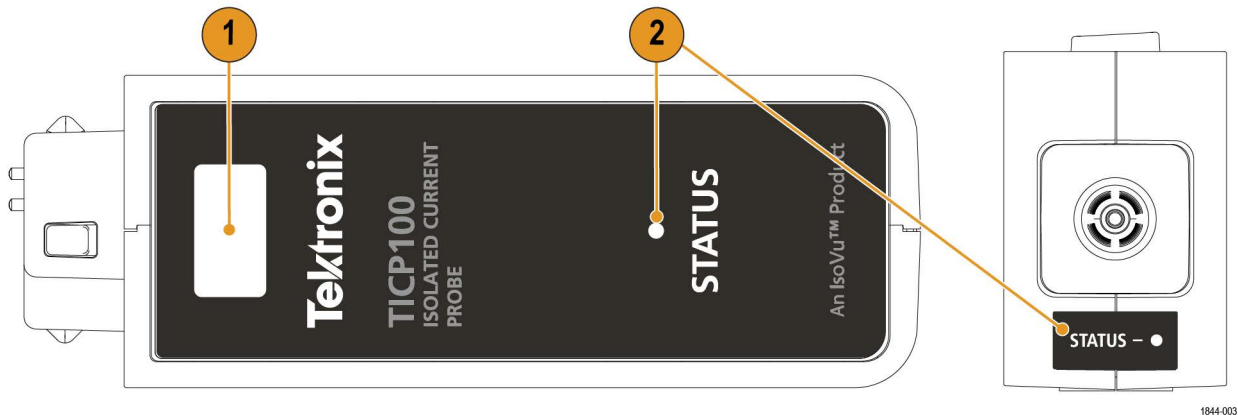 1
2
Tektronix
TICP100
ISOLATED CURRENT
PROBE
STATUS
An IsoVu™ Product
STATUS –
1844-003